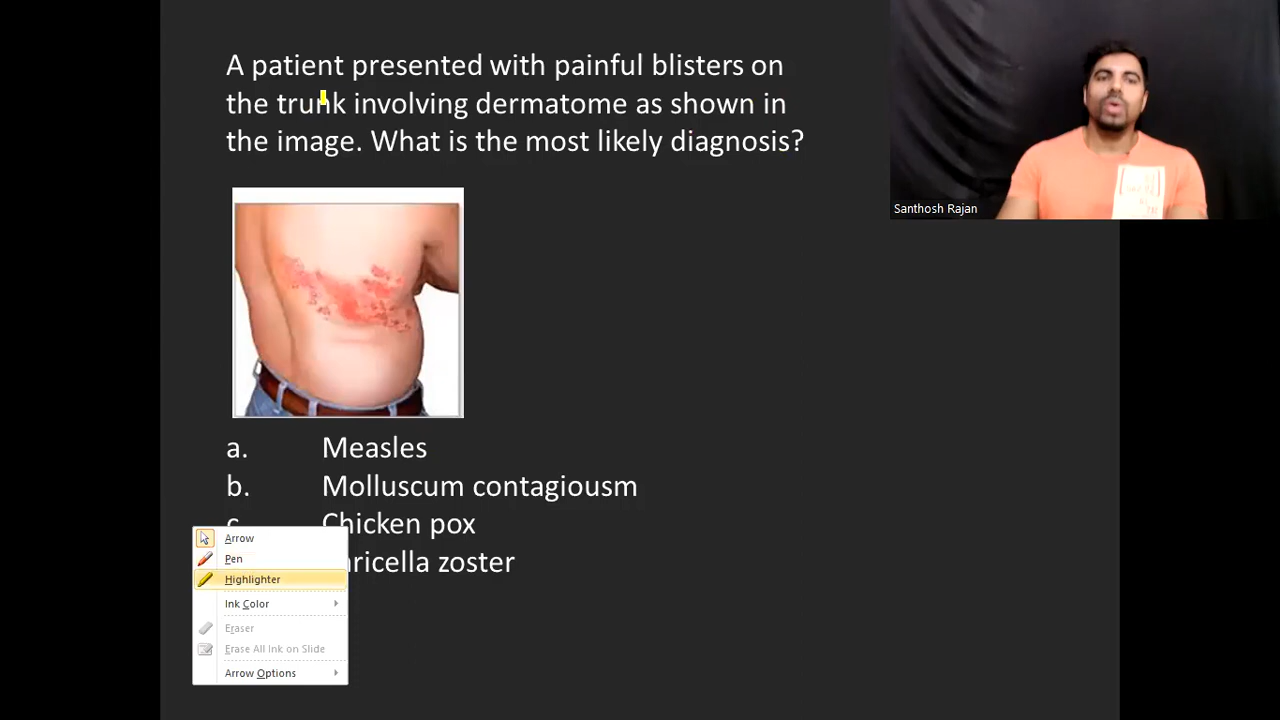 A patient presented with painful blisters on
the trunk involving dermatome as shown in
the image. What is the most likely diagnosis?
Santhosh Rajan
a. Measles
b. Molluscum contagiousm
c. Chicken pox
zoster
Arrow
Pen
Highlighter
Ink Color
Eraser
Erase All Ink on Slide
Arrow Options